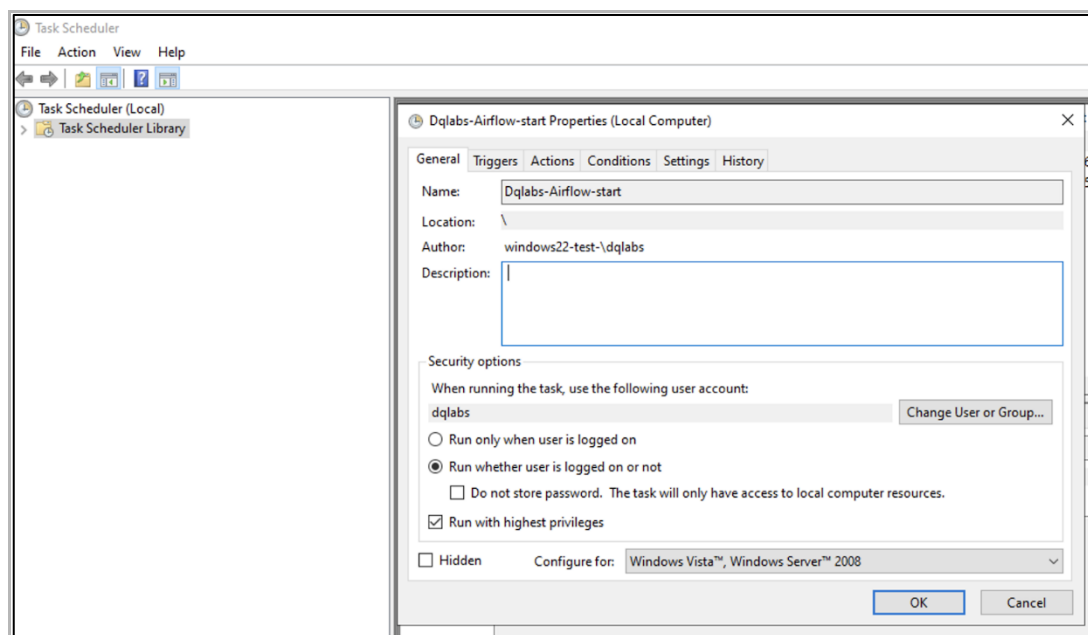 Task Scheduler
File Action View Help
Task Scheduler (Local)
Task Scheduler Library
Dqlabs-Airflow-start Properties (Local Computer)
General Triggers Actions Conditions Settings History
Name: Dqlabs-Airflow-start
Location: \
Author: windows22-test-\dqlabs
Description:
Security options
When running the task, use the following user account:
dqlabs Change User or Group...
Run only when user is logged on
Run whether user is logged on or not
Do not store password. The task will only have access to local computer resources.
Run with highest privileges
Hidden Configure for: Windows Vista™, Windows Server™ 2008
OK Cancel